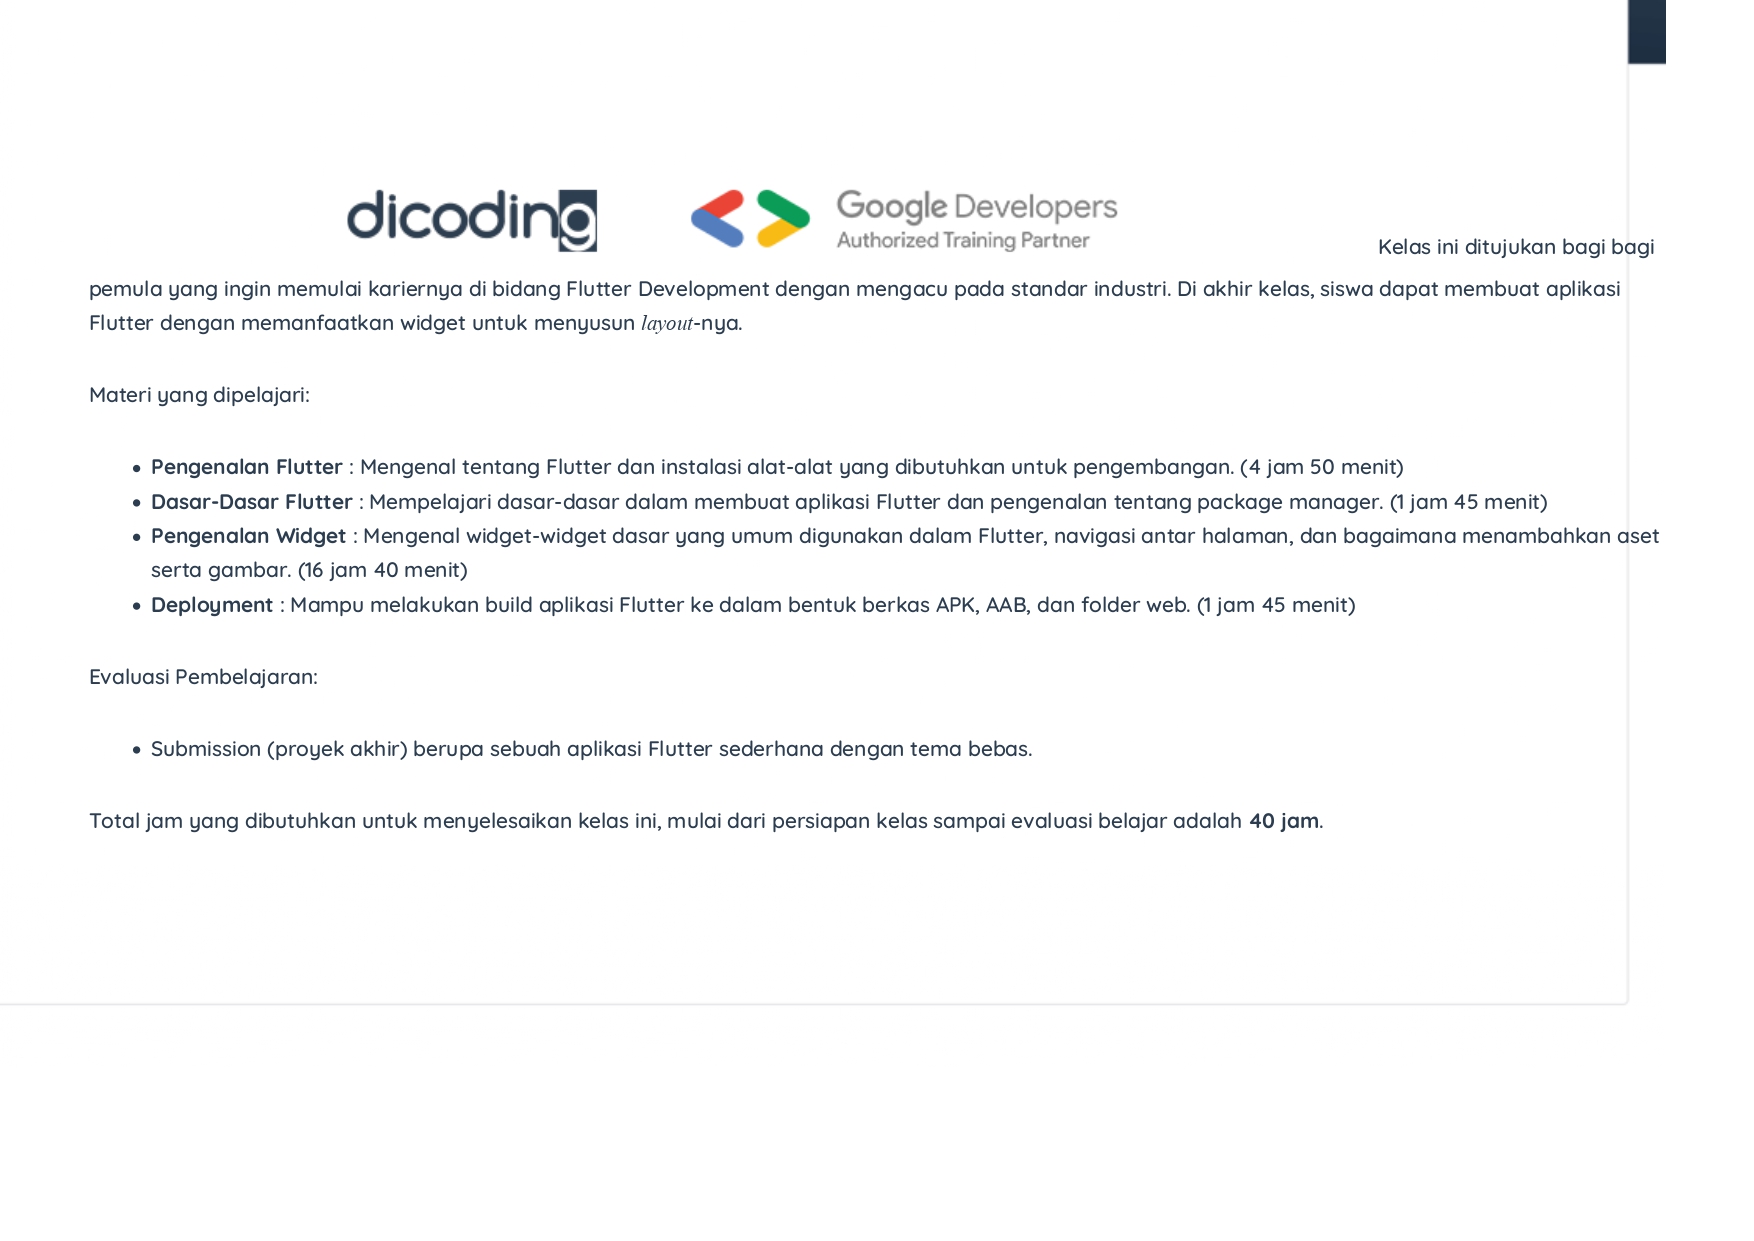 dicoding
Google Developers
Authorized Training Partner
Kelas ini ditujukan bagi bagi
pemula yang ingin memulai kariernya di bidang Flutter Development dengan mengacu pada standar industri. Di akhir kelas, siswa dapat membuat aplikasi
Flutter dengan memanfaatkan widget untuk menyusun layout-nya.
Materi yang dipelajari:
• Pengenalan Flutter : Mengenal tentang Flutter dan instalasi alat-alat yang dibutuhkan untuk pengembangan. (4 jam 50 menit)
• Dasar-Dasar Flutter : Mempelajari dasar-dasar dalam membuat aplikasi Flutter dan pengenalan tentang package manager. (1 jam 45 menit)
• Pengenalan Widget : Mengenal widget-widget dasar yang umum digunakan dalam Flutter, navigasi antar halaman, dan bagaimana menambahkan aset
serta gambar. (16 jam 40 menit)
• Deployment : Mampu melakukan build aplikasi Flutter ke dalam bentuk berkas APK, AAB, dan folder web. (1 jam 45 menit)
Evaluasi Pembelajaran:
• Submission (proyek akhir) berupa sebuah aplikasi Flutter sederhana dengan tema bebas.
Total jam yang dibutuhkan untuk menyelesaikan kelas ini, mulai dari persiapan kelas sampai evaluasi belajar adalah 40 jam.